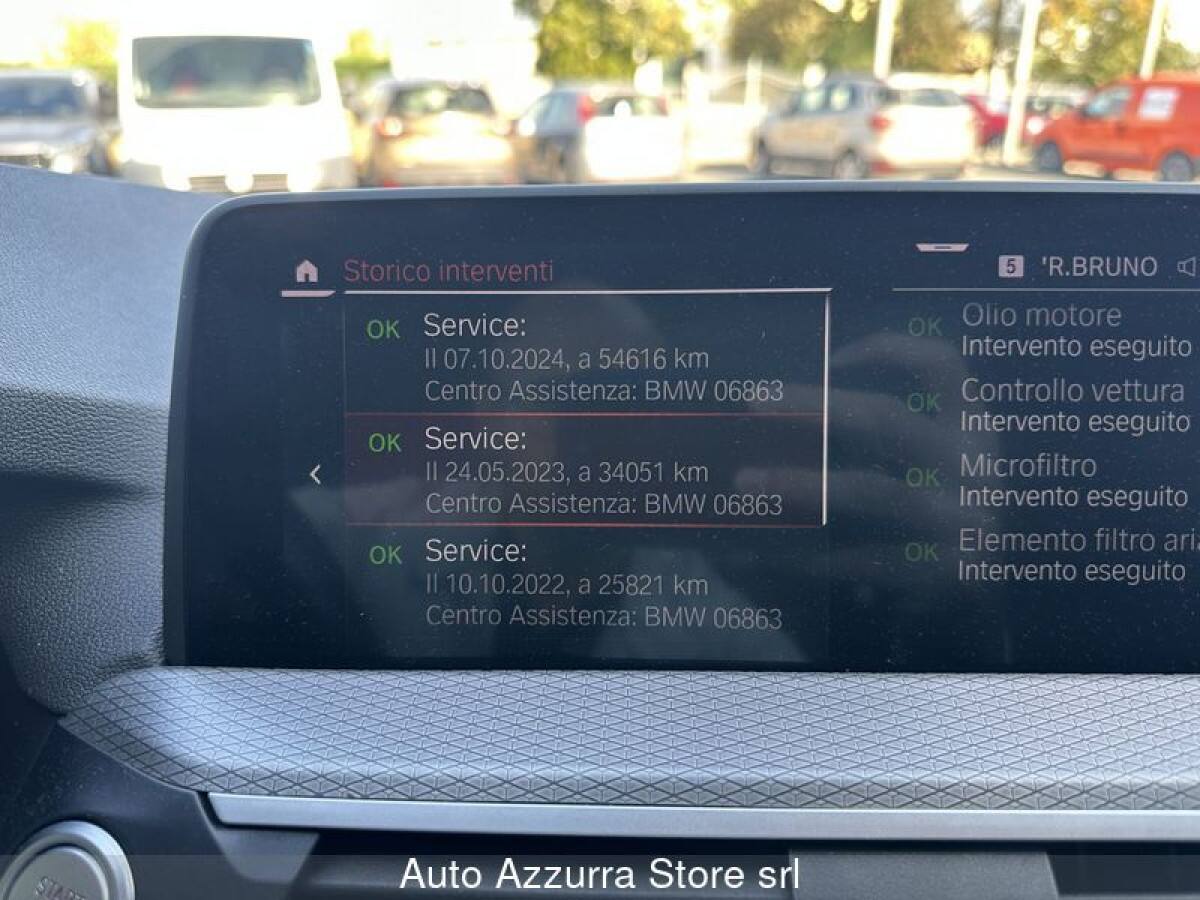 Storico interventi
5 'R.BRUNO
OK Service:
Il 07.10.2024, a 54616 km
Centro Assistenza: BMW 06863
OK Service:
Il 24.05.2023, a 34051 km
Centro Assistenza: BMW 06863
OK Service:
Il 10.10.2022, a 25821 km
Centro Assistenza: BMW 06863
OK Olio motore
Intervento eseguito
OK Controllo vettura
Intervento eseguito
OK Microfiltro
Intervento eseguito
OK Elemento filtro aria
Intervento eseguito
START
Auto Azzurra Store srl